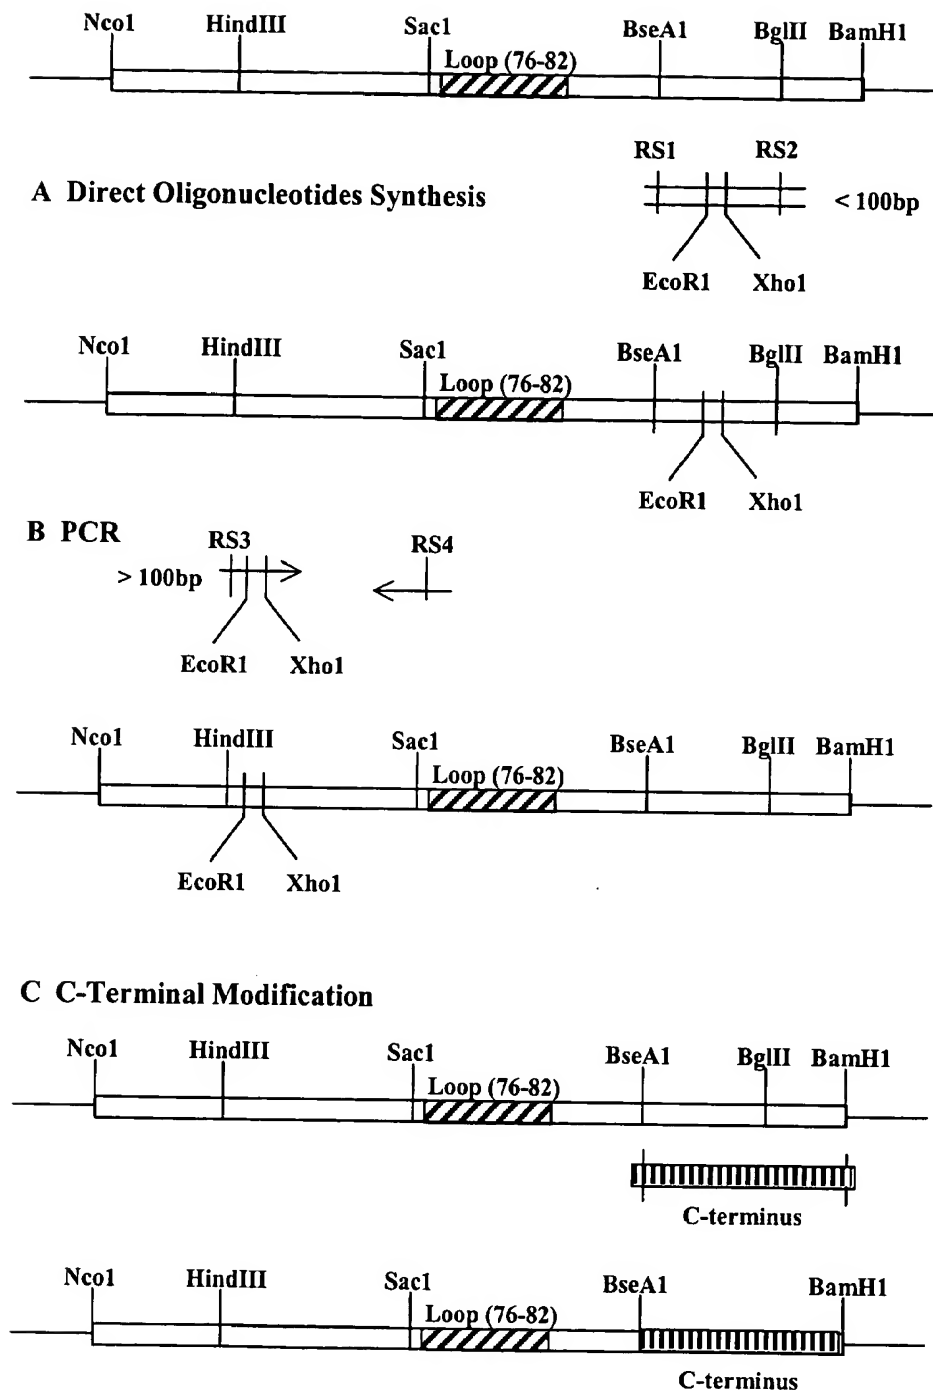 Nco1 HindIII Sac1 BseA1 BglII BamH1
Loop (76-82)
RS1 RS2
A Direct Oligonucleotides Synthesis < 100bp
EcoR1 Xho1
Nco1 HindIII Sac1 BseA1 BglII BamH1
Loop (76-82)
EcoR1 Xho1
B PCR
RS3 RS4
> 100bp
EcoR1 Xho1
Nco1 HindIII Sac1 BseA1 BglII BamH1
Loop (76-82)
EcoR1 Xho1
C C-Terminal Modification
Nco1 HindIII Sac1 BseA1 BglII BamH1
Loop (76-82)
C-terminus
Nco1 HindIII Sac1 BseA1 BamH1
Loop (76-82)
C-terminus